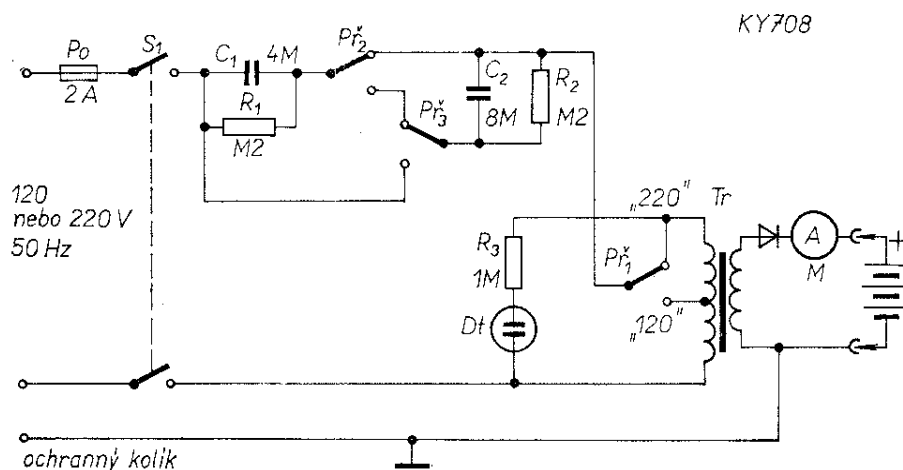 KY708
Po
2A
S1
C1
4M
R1
M2
Př2
Př3
C2
8M
R2
M2
120
nebo 220 V
50 Hz
„220"
Tr
R3
1M
Př1
Dt
„120"
A
M
+
ochranný kolík